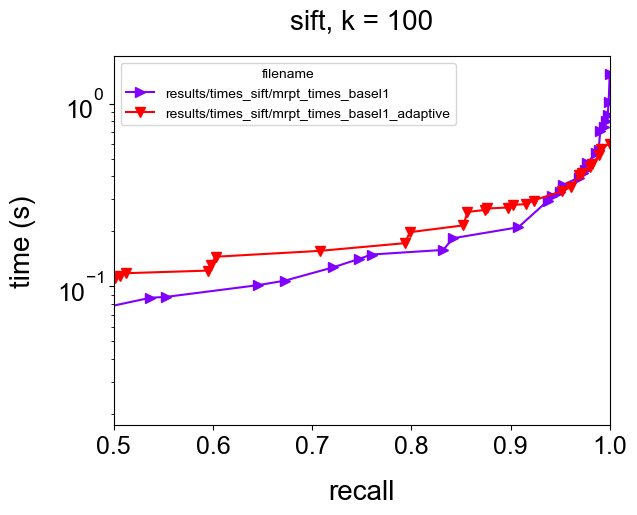 sift, k = 100
filename
results/times_sift/mrpt_times_basel1
results/times_sift/mrpt_times_basel1_adaptive
time (s)
10^0
10^-1
0.5 0.6 0.7 0.8 0.9 1.0
recall